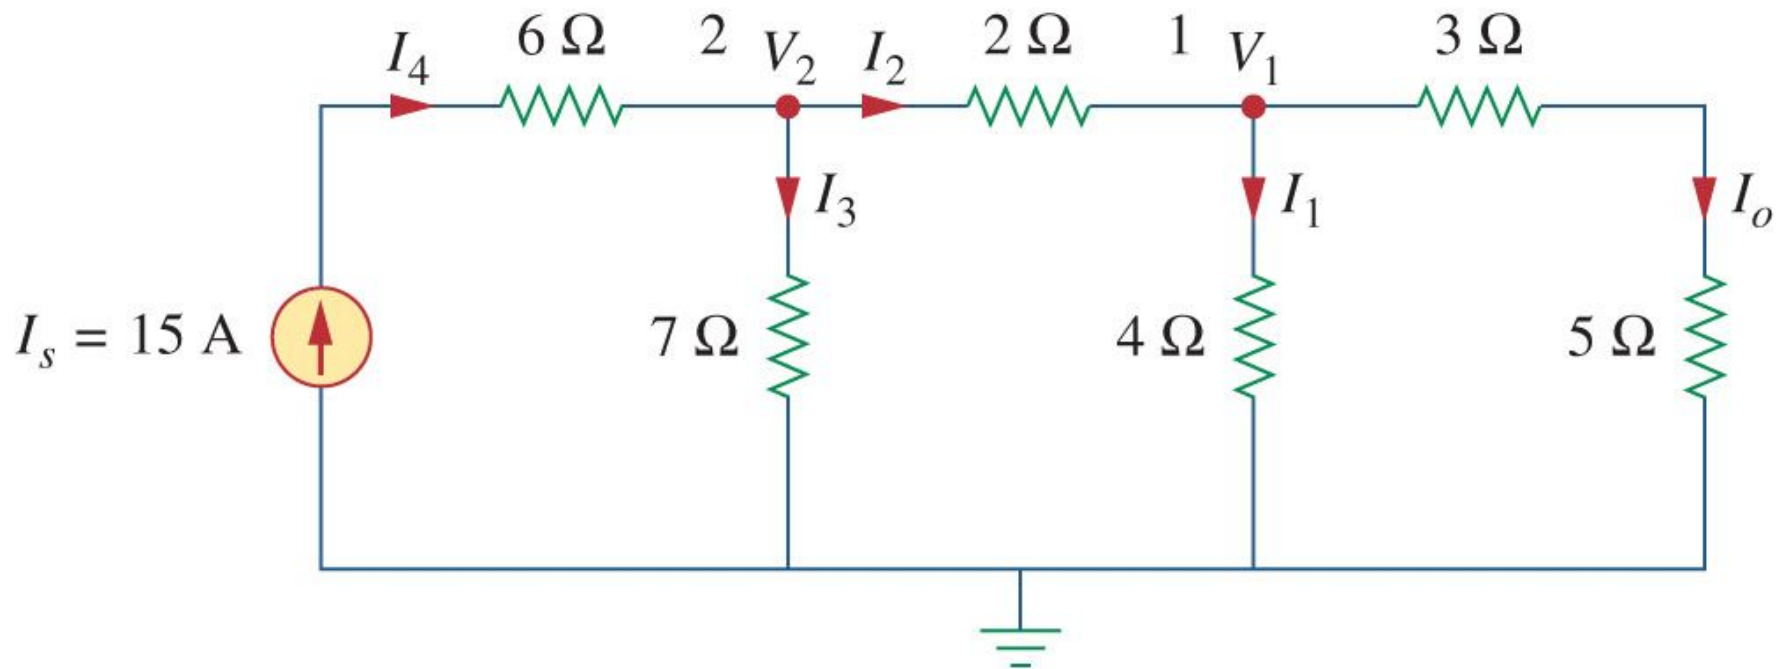 I₄ 6 Ω 2 V₂ I₂ 2 Ω 1 V₁ 3 Ω
I₃ I₁ Iₒ
Iₛ = 15 A 7 Ω 4 Ω 5 Ω